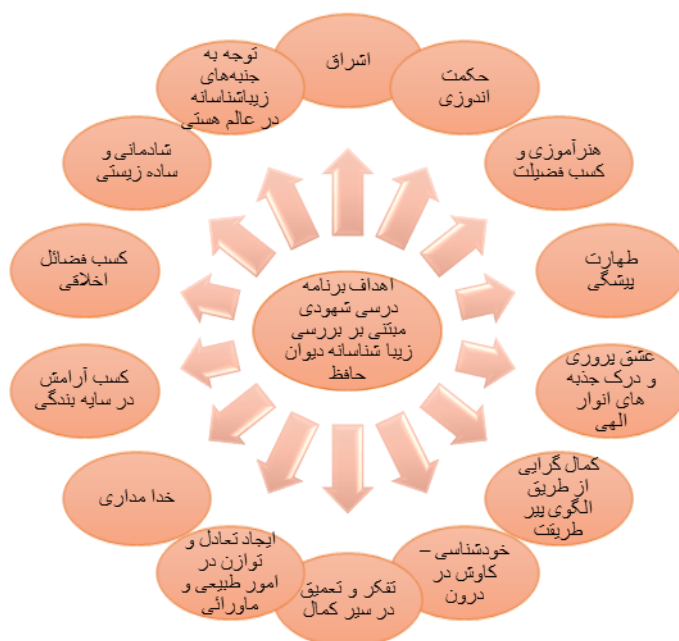 اشراق
حکمت
اندوزی
هنرآموزی و
کسب فضیلت
طهارت
پیشگی
عشق پروری
و درک جذبه
های انوار
الهی
کمال گرایی
از طریق
الگوی پیر
طریقت
خودشناسی –
کاوش در
درون
تفکر و تعمیق
در سیر کمال
ایجاد تعادل و
توازن در
امور طبیعی و
ماورائی
خدا مداری
کسب آرامش
در سایه بندگی
کسب فضائل
اخلاقی
شادمانی و
ساده زیستی
توجه به
جنبه‌های
زیباشناسانه
در عالم هستی
اهداف برنامه
درسی شهودی
مبتنی بر بررسی
زیبا شناسانه دیوان
حافظ